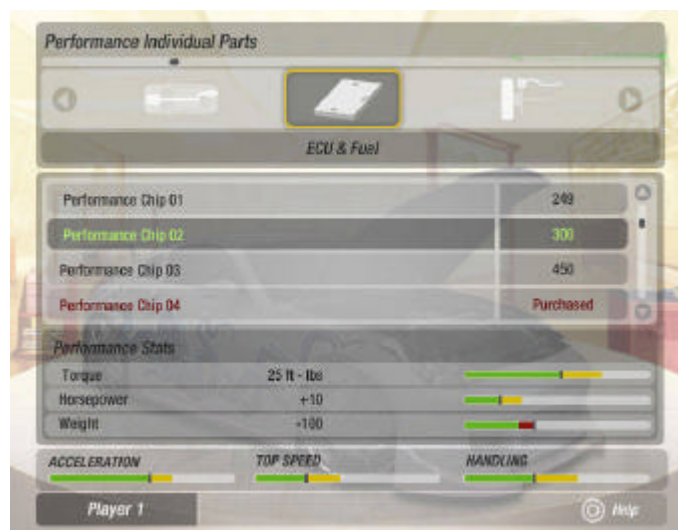 Performance Individual Parts
ECU & Fuel
Performance Chip 01 249
Performance Chip 02 300
Performance Chip 03 450
Performance Chip 04 Purchased
Performance Stats
Torque 25 ft - lbs
Horsepower +10
Weight -100
ACCELERATION TOP SPEED HANDLING
Player 1 Help